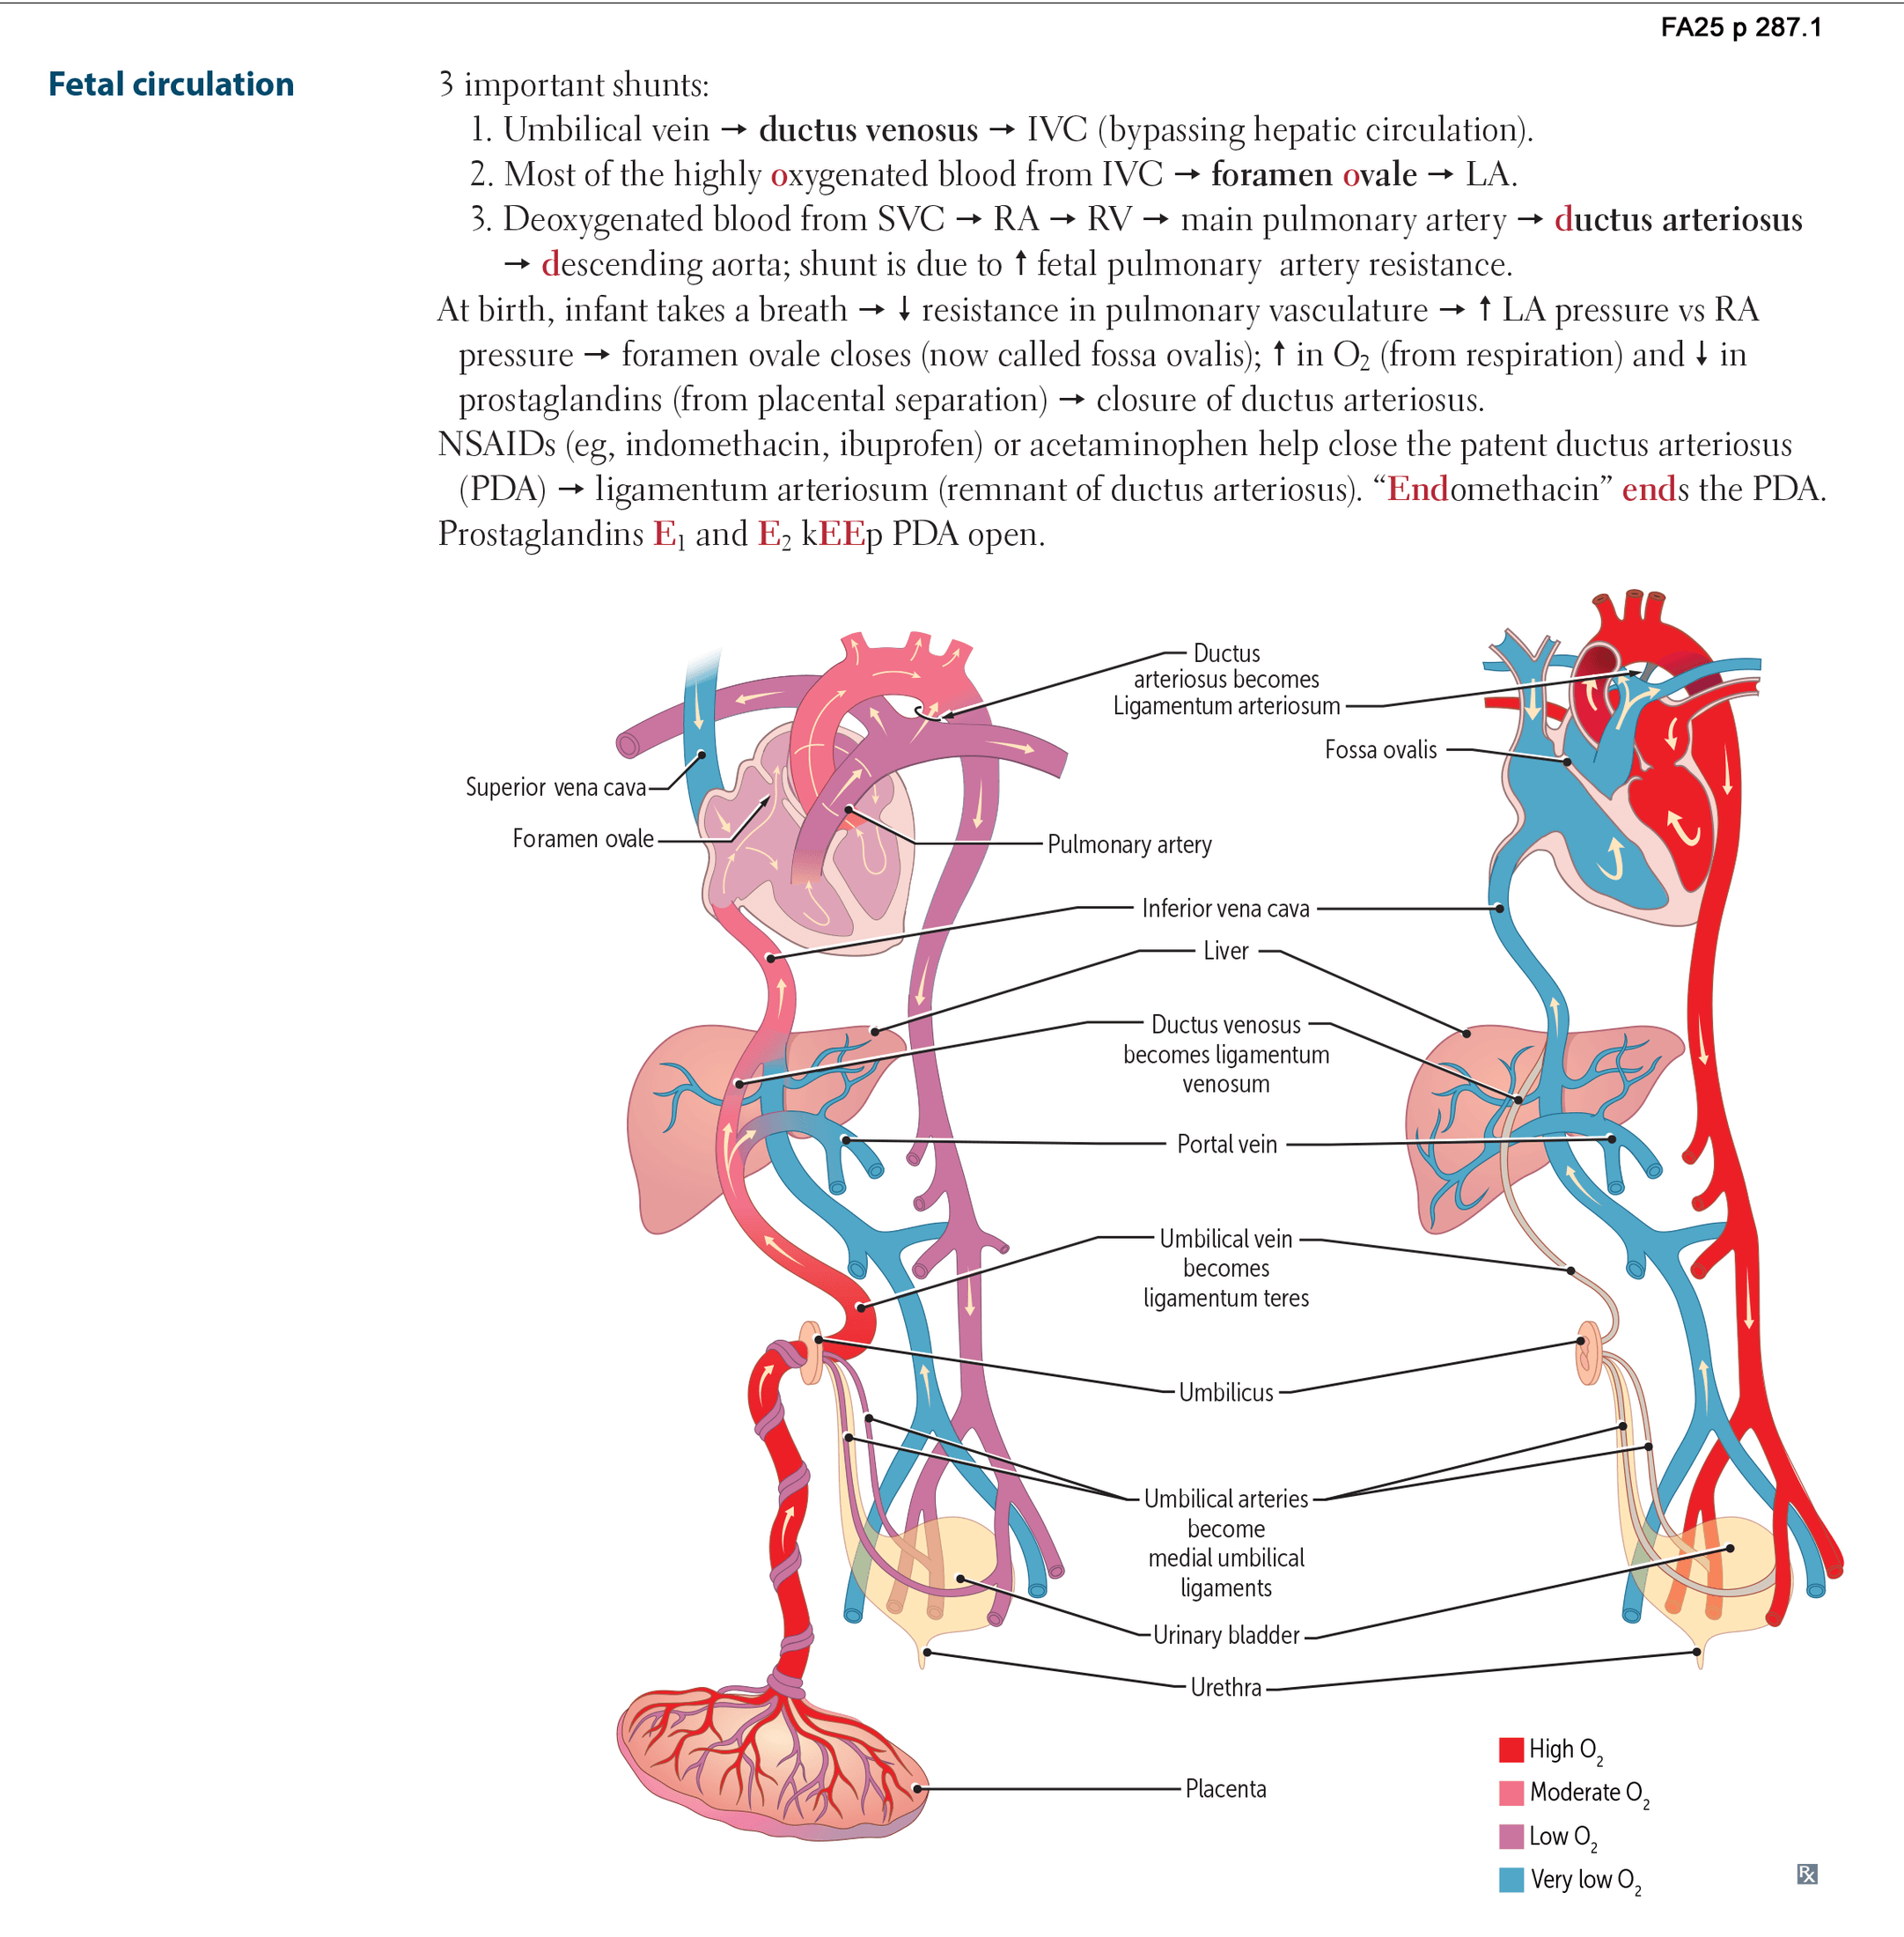 FA25 p 287.1
Fetal circulation
3 important shunts:
1. Umbilical vein → ductus venosus → IVC (bypassing hepatic circulation).
2. Most of the highly oxygenated blood from IVC → foramen ovale → LA.
3. Deoxygenated blood from SVC → RA → RV → main pulmonary artery → ductus arteriosus
→ descending aorta; shunt is due to ↑ fetal pulmonary artery resistance.
At birth, infant takes a breath → ↓ resistance in pulmonary vasculature → ↑ LA pressure vs RA
pressure → foramen ovale closes (now called fossa ovalis); ↑ in O₂ (from respiration) and ↓ in
prostaglandins (from placental separation) → closure of ductus arteriosus.
NSAIDs (eg, indomethacin, ibuprofen) or acetaminophen help close the patent ductus arteriosus
(PDA) → ligamentum arteriosum (remnant of ductus arteriosus). “Endomethacin” ends the PDA.
Prostaglandins E₁ and E₂ kEEp PDA open.
Ductus
arteriosus becomes
Ligamentum arteriosum
Fossa ovalis
Superior vena cava
Foramen ovale
Pulmonary artery
Inferior vena cava
Liver
Ductus venosus
becomes ligamentum
venosum
Portal vein
Umbilical vein
becomes
ligamentum teres
Umbilicus
Umbilical arteries
become
medial umbilical
ligaments
Urinary bladder
Urethra
Placenta
High O₂
Moderate O₂
Low O₂
Very low O₂
Rx